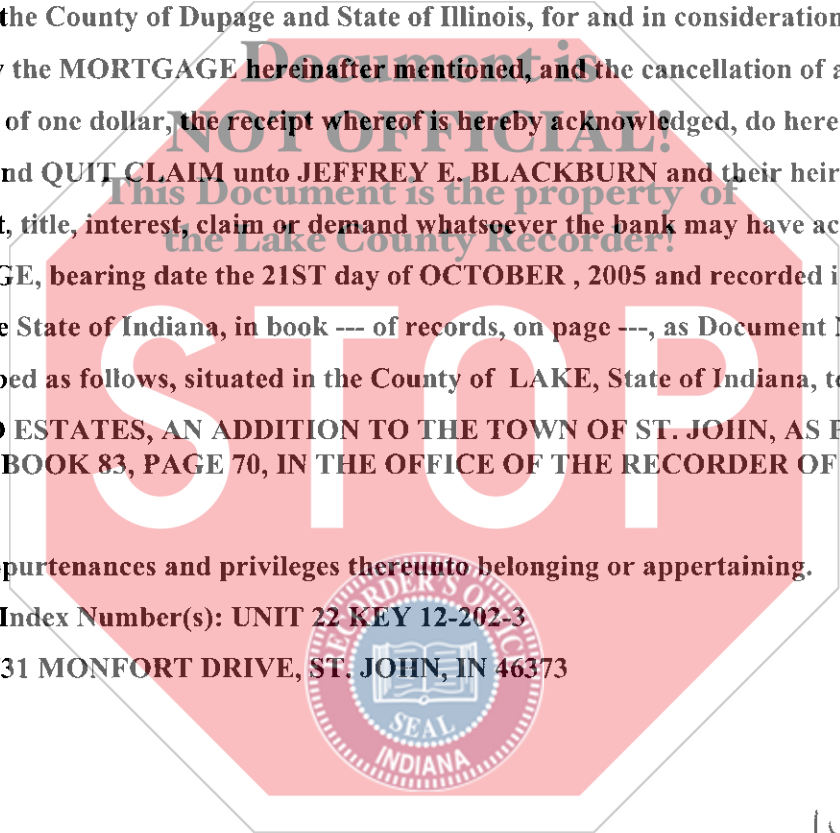 the County of Dupage and State of Illinois, for and in consideration
Document is
the MORTGAGE hereinafter mentioned, and the cancellation of a
of one dollar, the receipt whereof is hereby acknowledged, do here
NOT OFFICIAL!
nd QUIT CLAIM unto JEFFREY E. BLACKBURN and their heir
This Document is the property of
t, title, interest, claim or demand whatsoever the bank may have ac
the Lake County Recorder!
GE, bearing date the 21ST day of OCTOBER , 2005 and recorded i
e State of Indiana, in book --- of records, on page ---, as Document
bed as follows, situated in the County of LAKE, State of Indiana, to
STOP
ESTATES, AN ADDITION TO THE TOWN OF ST. JOHN, AS
BOOK 83, PAGE 70, IN THE OFFICE OF THE RECORDER OF
purtenances and privileges thereunto belonging or appertaining.
Index Number(s): UNIT 22 KEY 12-202-3
31 MONFORT DRIVE, ST. JOHN, IN 46373
RECORDER'S OFFICE
SEAL
INDIANA